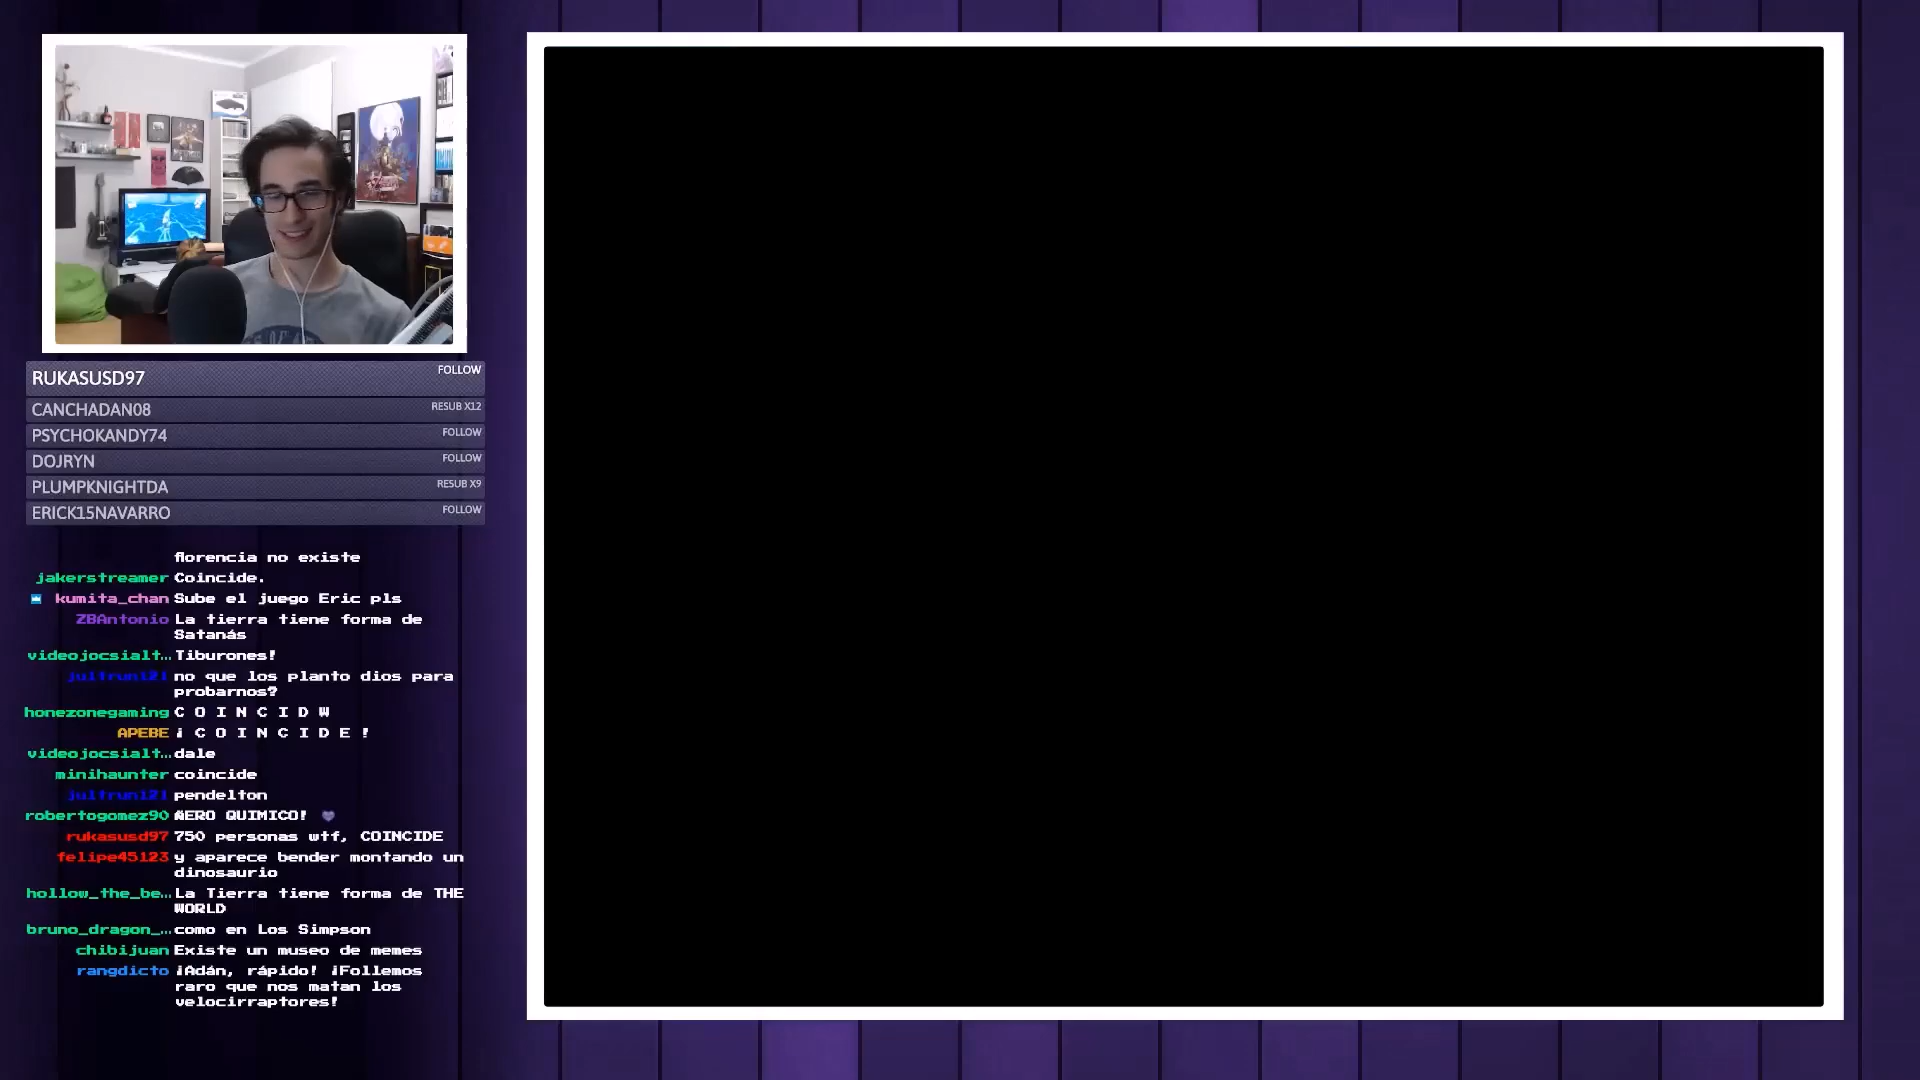 RUKASUSD97 FOLLOW
CANCHADAN08 RESUB X12
PSYCHOKANDY74 FOLLOW
DOJRYN FOLLOW
PLUMPKNIGHTDA RESUB X9
ERICK15NAVARRO FOLLOW
florencia no existe
jakerstreamer Coincide.
kumita_chan Sube el juego Eric pls
ZBAntonio La tierra tiene forma de
Satanás
videojocsialt… Tiburones!
julfrun121 no que los planto dios para
probarnos?
honezonegaming C O I N C I D W
APEBE ¡ C O I N C I D E !
videojocsialt… dale
minihaunter coincide
julfrun121 pendelton
robertogomez90 AERO QUIMICO!
rukasusd97 750 personas wtf, COINCIDE
felipe45123 y aparece bender montando un
dinosaurio
hollow_the_be… La Tierra tiene forma de THE
WORLD
bruno_dragon_… como en Los Simpson
chibijuan Existe un museo de memes
rangdicto ¡Adán, rápido! ¡Follemos
raro que nos matan los
velocirraptores!